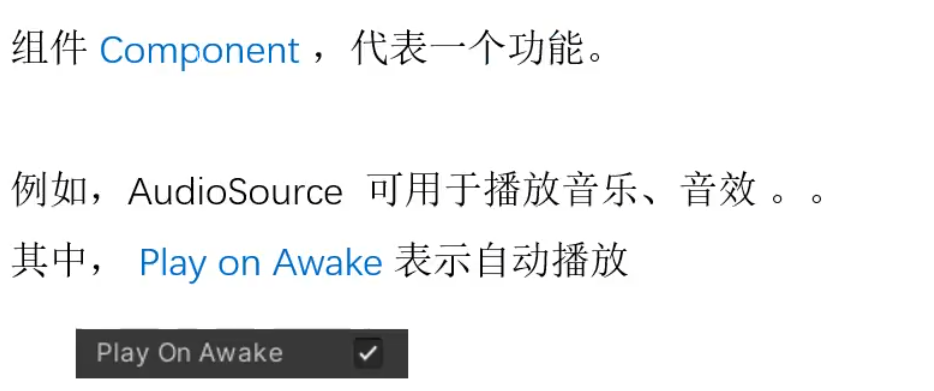 组件 Component ，代表一个功能。
例如，AudioSource 可用于播放音乐、音效 。。
其中， Play on Awake 表示自动播放
Play On Awake